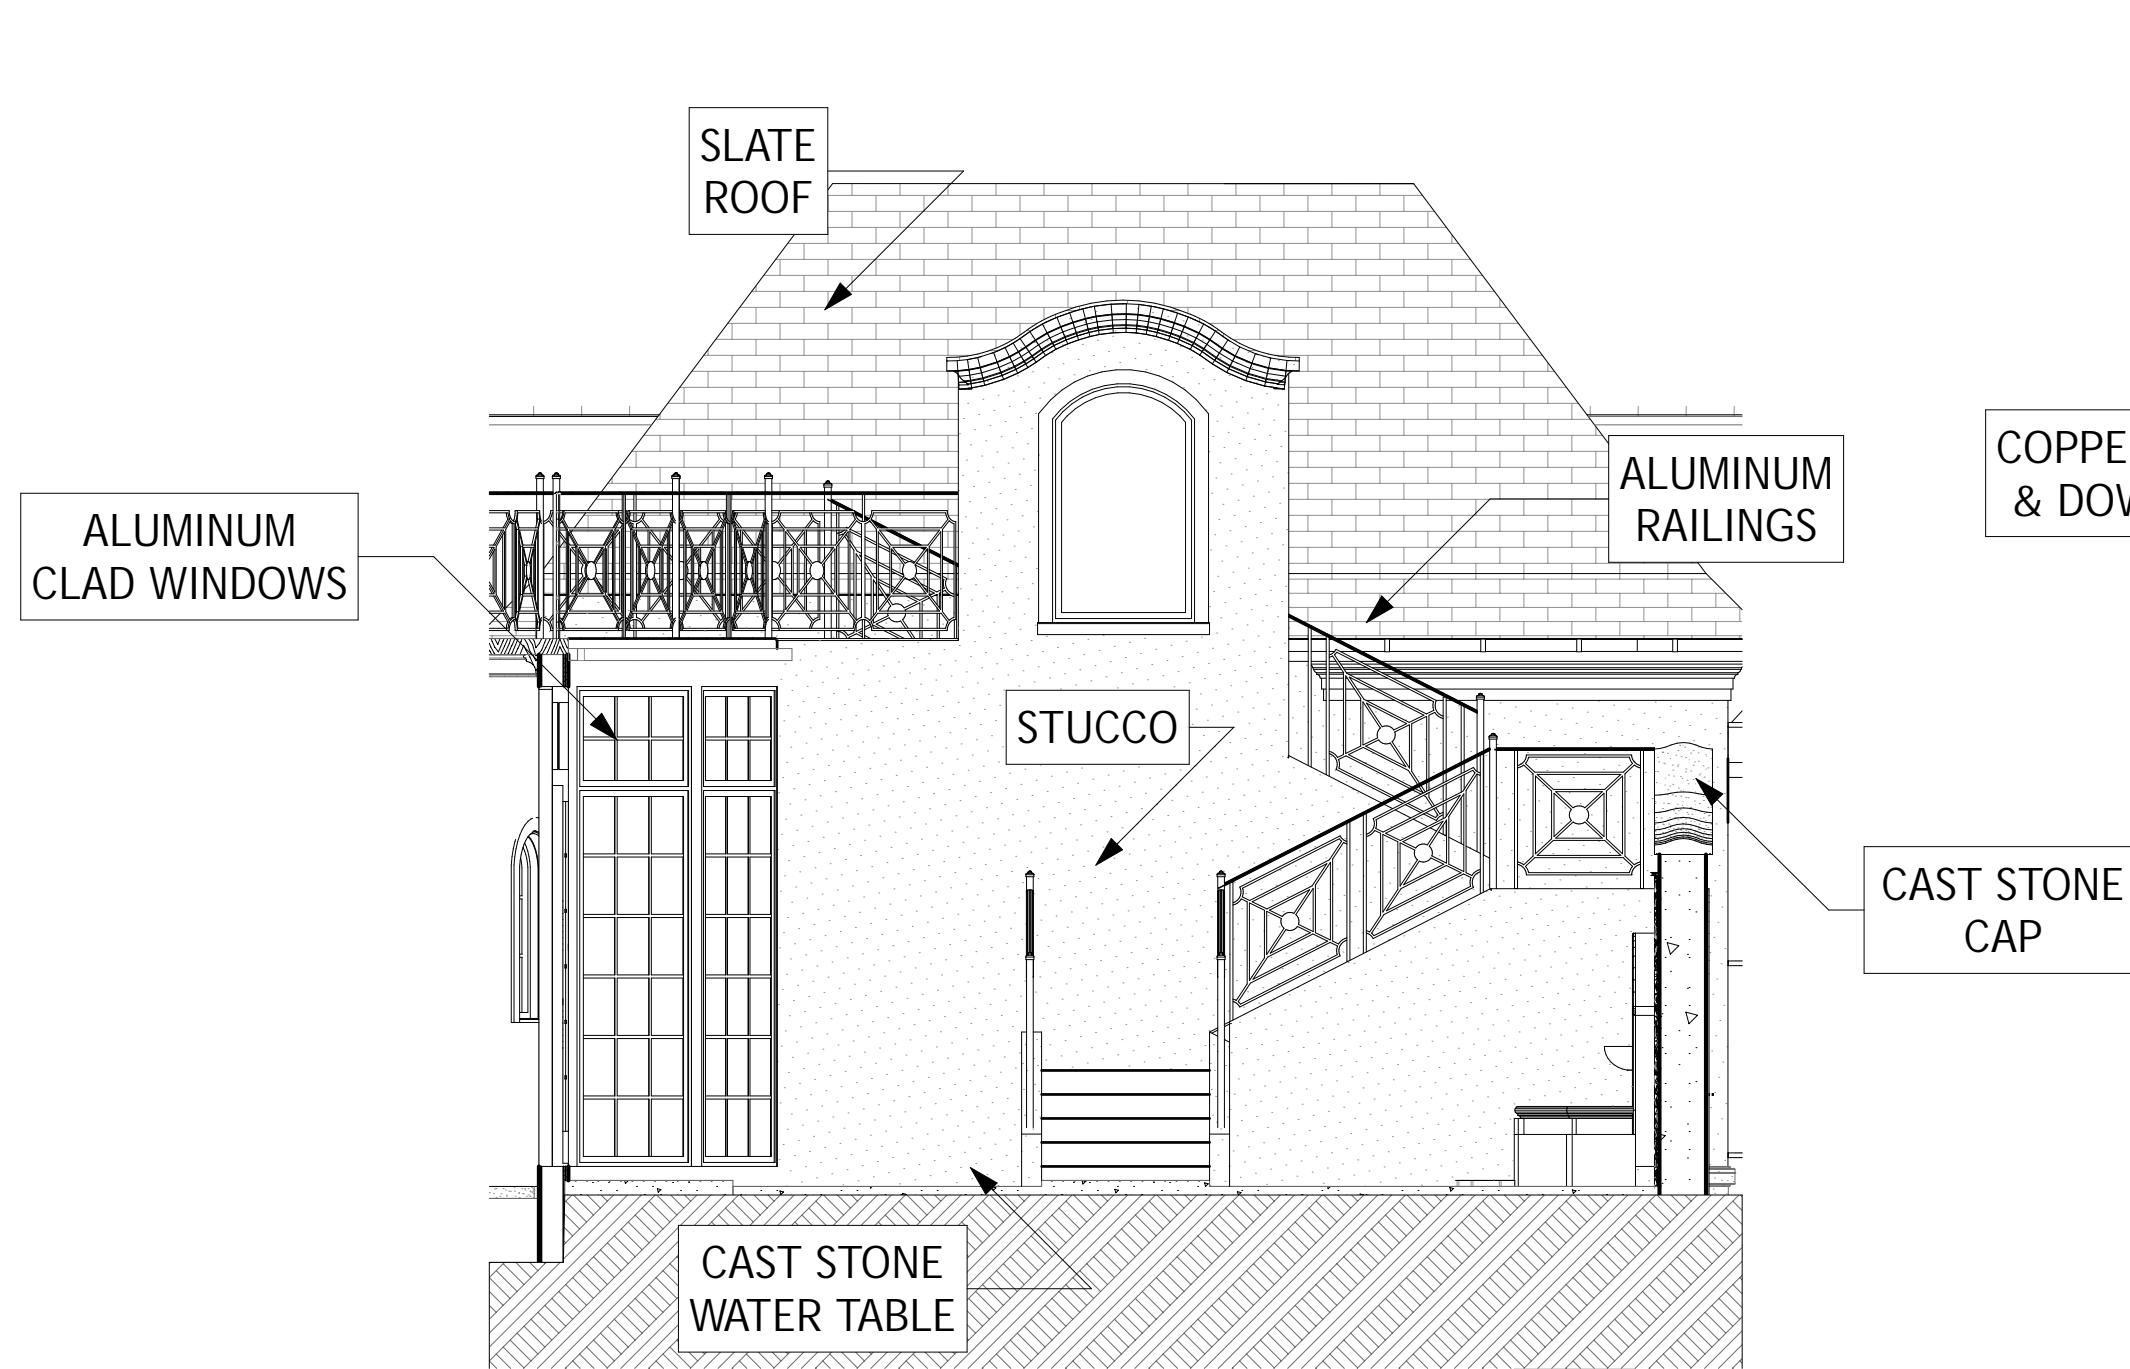 SLATE
ROOF
ALUMINUM
CLAD WINDOWS
ALUMINUM
RAILINGS
STUCCO
CAST STONE
CAP
CAST STONE
WATER TABLE
&